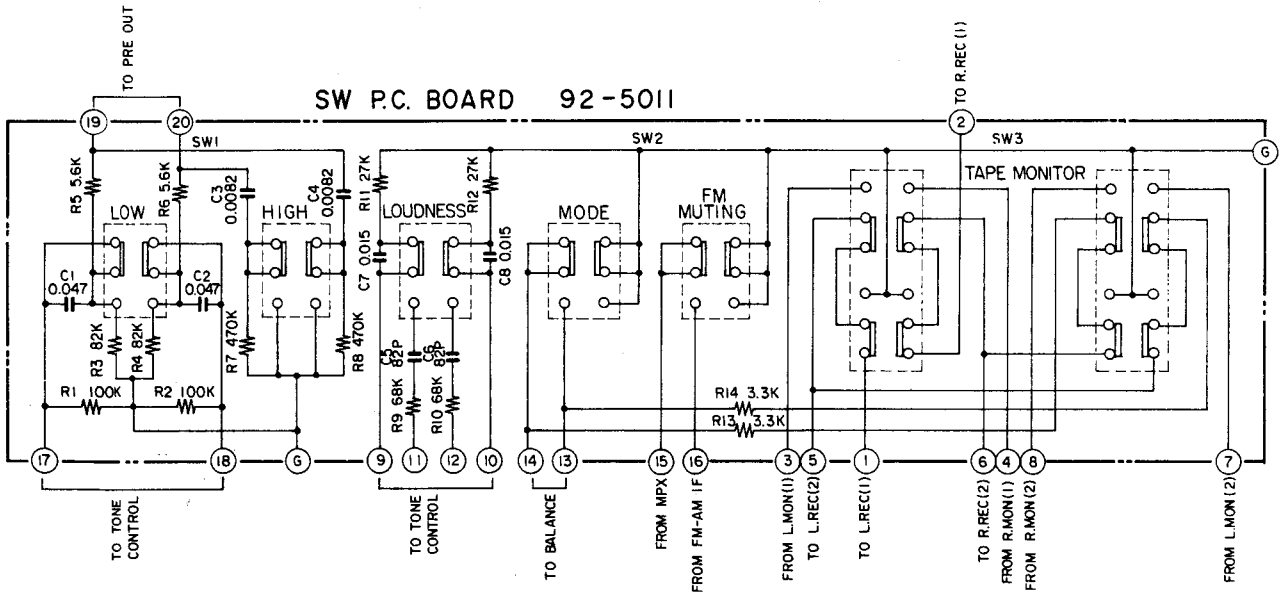 TO PRE OUT
SW P.C. BOARD 92-5011
TO R.REC(1)
19
20
2
SW1
SW2
SW3
G
R5 5.6K
R6 5.6K
C3
0.0082
C4
0.0082
R11 27K
R12 27K
TAPE MONITOR
LOW
HIGH
LOUDNESS
MODE
FM
MUTING
C7 0.015
C8 0.015
C1
0.047
C2
0.047
R3 82K
R4 82K
R7 470K
R8 470K
C5
82P
C6
82P
R1 100K
R2 100K
R9 68K
R10 68K
R14 3.3K
R13 3.3K
17
18
G
9
11
12
10
14
13
15
16
3
5
1
6
4
8
7
TO TONE
CONTROL
TO TONE
CONTROL
TO BALANCE
FROM MPX
FROM FM-AM IF
FROM L.MON(1)
TO L.REC(2)
TO L.REC(1)
TO R.REC(2)
FROM R.MON(1)
FROM R.MON(2)
FROM L.MON(2)